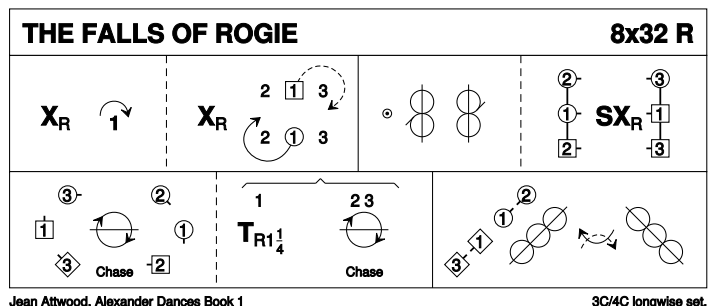 THE FALLS OF ROGIE 8x32 R
XR 1
XR 2 1 3
2 1 3
2 3
1 SXR 1
2 3
3 2
1 1
3 Chase 2
1 2 3
TR1 1/4
Chase
2
1
1
3
Jean Attwood, Alexander Dances Book 1 3C/4C longwise set.